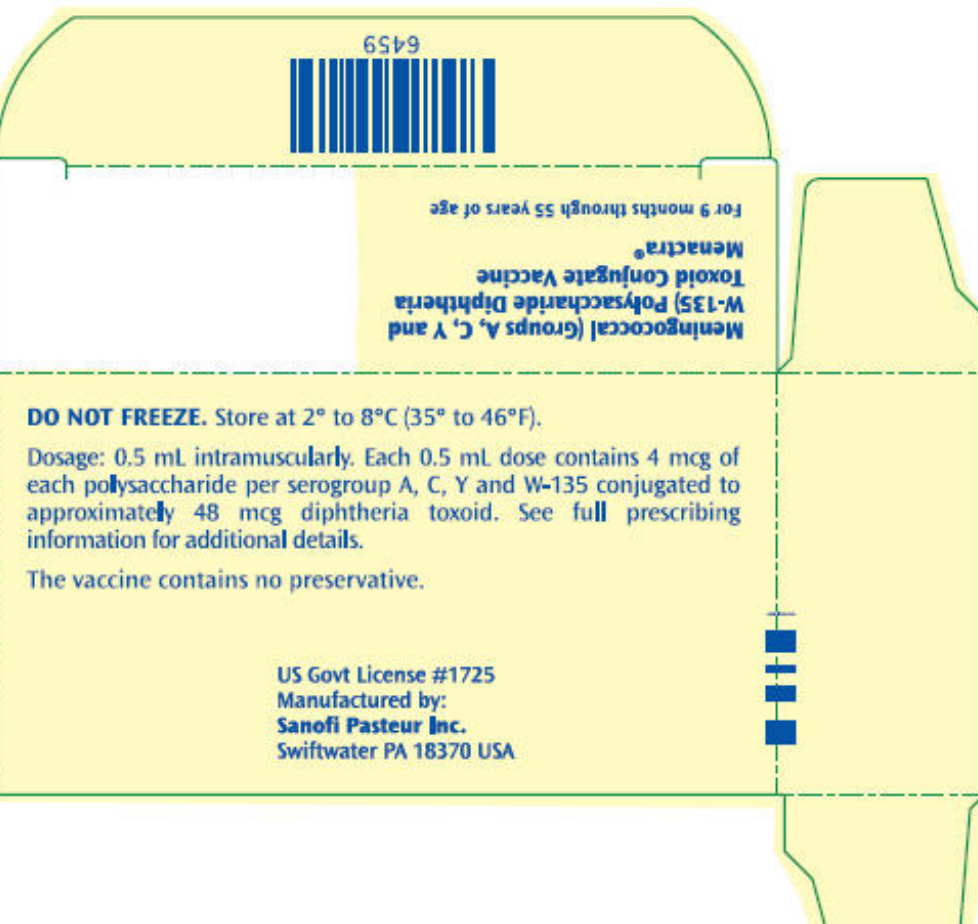 6459
Meningococcal (Groups A, C, Y and
W-135) Polysaccharide Diphtheria
Toxoid Conjugate Vaccine
Menactra®
For 9 months through 55 years of age
DO NOT FREEZE. Store at 2° to 8°C (35° to 46°F).
Dosage: 0.5 mL intramuscularly. Each 0.5 mL dose contains 4 mcg of
each polysaccharide per serogroup A, C, Y and W-135 conjugated to
approximately 48 mcg diphtheria toxoid. See full prescribing
information for additional details.
The vaccine contains no preservative.
US Govt License #1725
Manufactured by:
Sanofi Pasteur Inc.
Swiftwater PA 18370 USA